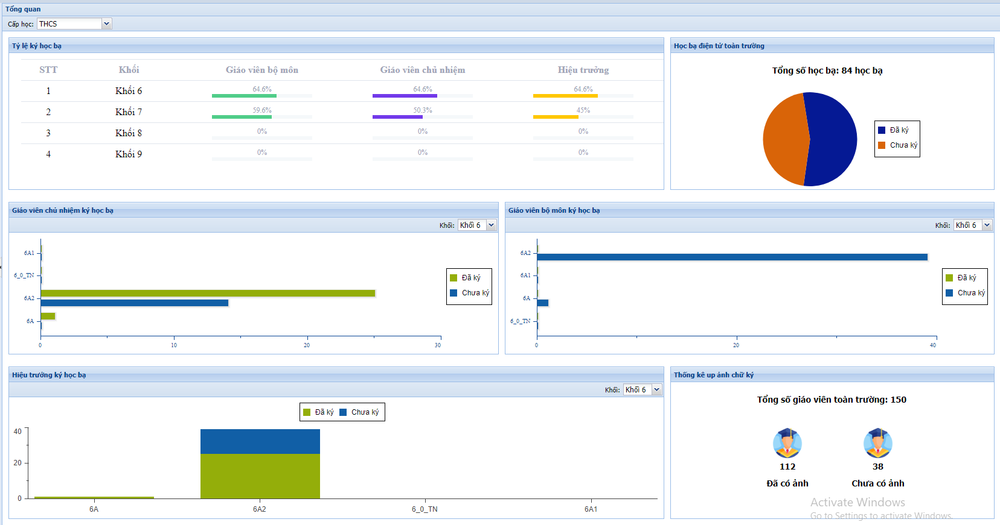 Tổng quan
Cấp học: THCS
Tỷ lệ ký học bạ
STT Khối Giáo viên bộ môn Giáo viên chủ nhiệm Hiệu trưởng
1 Khối 6 64.6% 64.6% 64.6%
2 Khối 7 59.6% 50.3% 45%
3 Khối 8 0% 0% 0%
4 Khối 9 0% 0% 0%
Học bạ điện tử toàn trường
Tổng số học bạ: 84 học bạ
Đã ký
Chưa ký
Giáo viên chủ nhiệm ký học bạ
Khối: Khối 6
6A1
6_0_TN
6A2
6A
0 10 20 30
Đã ký
Chưa ký
Giáo viên bộ môn ký học bạ
Khối: Khối 6
6A2
6A1
6A
6_0_TN
0 20 40
Đã ký
Chưa ký
Hiệu trưởng ký học bạ
Khối: Khối 6
Đã ký Chưa ký
40
20
0
6A 6A2 6_0_TN 6A1
Thống kê up ảnh chữ ký
Tổng số giáo viên toàn trường: 150
112 38
Đã có ảnh Chưa có ảnh
Activate Windows
Go to Settings to activate Windows.